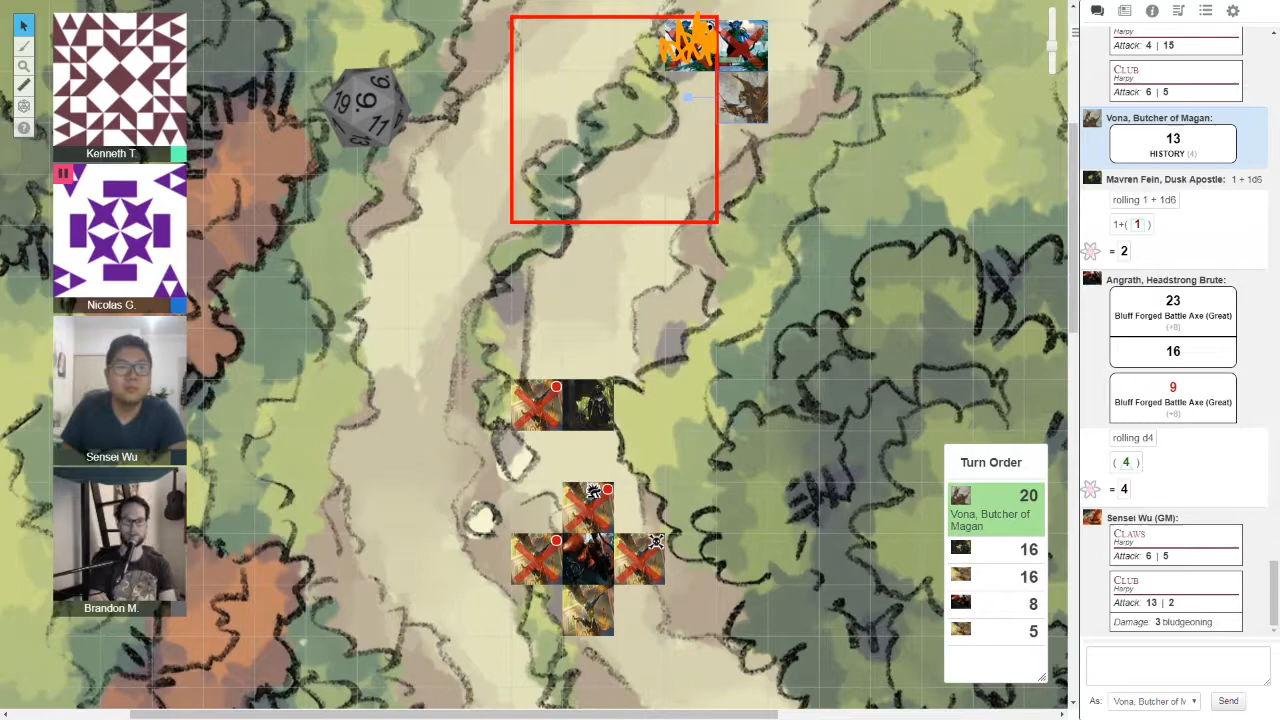 Kenneth T.
Nicolas G.
Sensei Wu
Brandon M.
19
9
9.
11
Turn Order
20
Vona, Butcher of
Magan
16
16
8
5
Harpy
Attack: 4 | 15
CLUB
Harpy
Attack: 6 | 5
Vona, Butcher of Magan:
13
HISTORY (4)
Mavren Fein, Dusk Apostle: 1 + 1d6
rolling 1 + 1d6
1+( 1 )
= 2
Angrath, Headstrong Brute:
23
Bluff Forged Battle Axe (Great)
(+8)
16
9
Bluff Forged Battle Axe (Great)
(+8)
rolling d4
( 4 )
= 4
Sensei Wu (GM):
CLAWS
Harpy
Attack: 6 | 5
CLUB
Harpy
Attack: 13 | 2
Damage: 3 bludgeoning
As: Vona, Butcher of M
Send